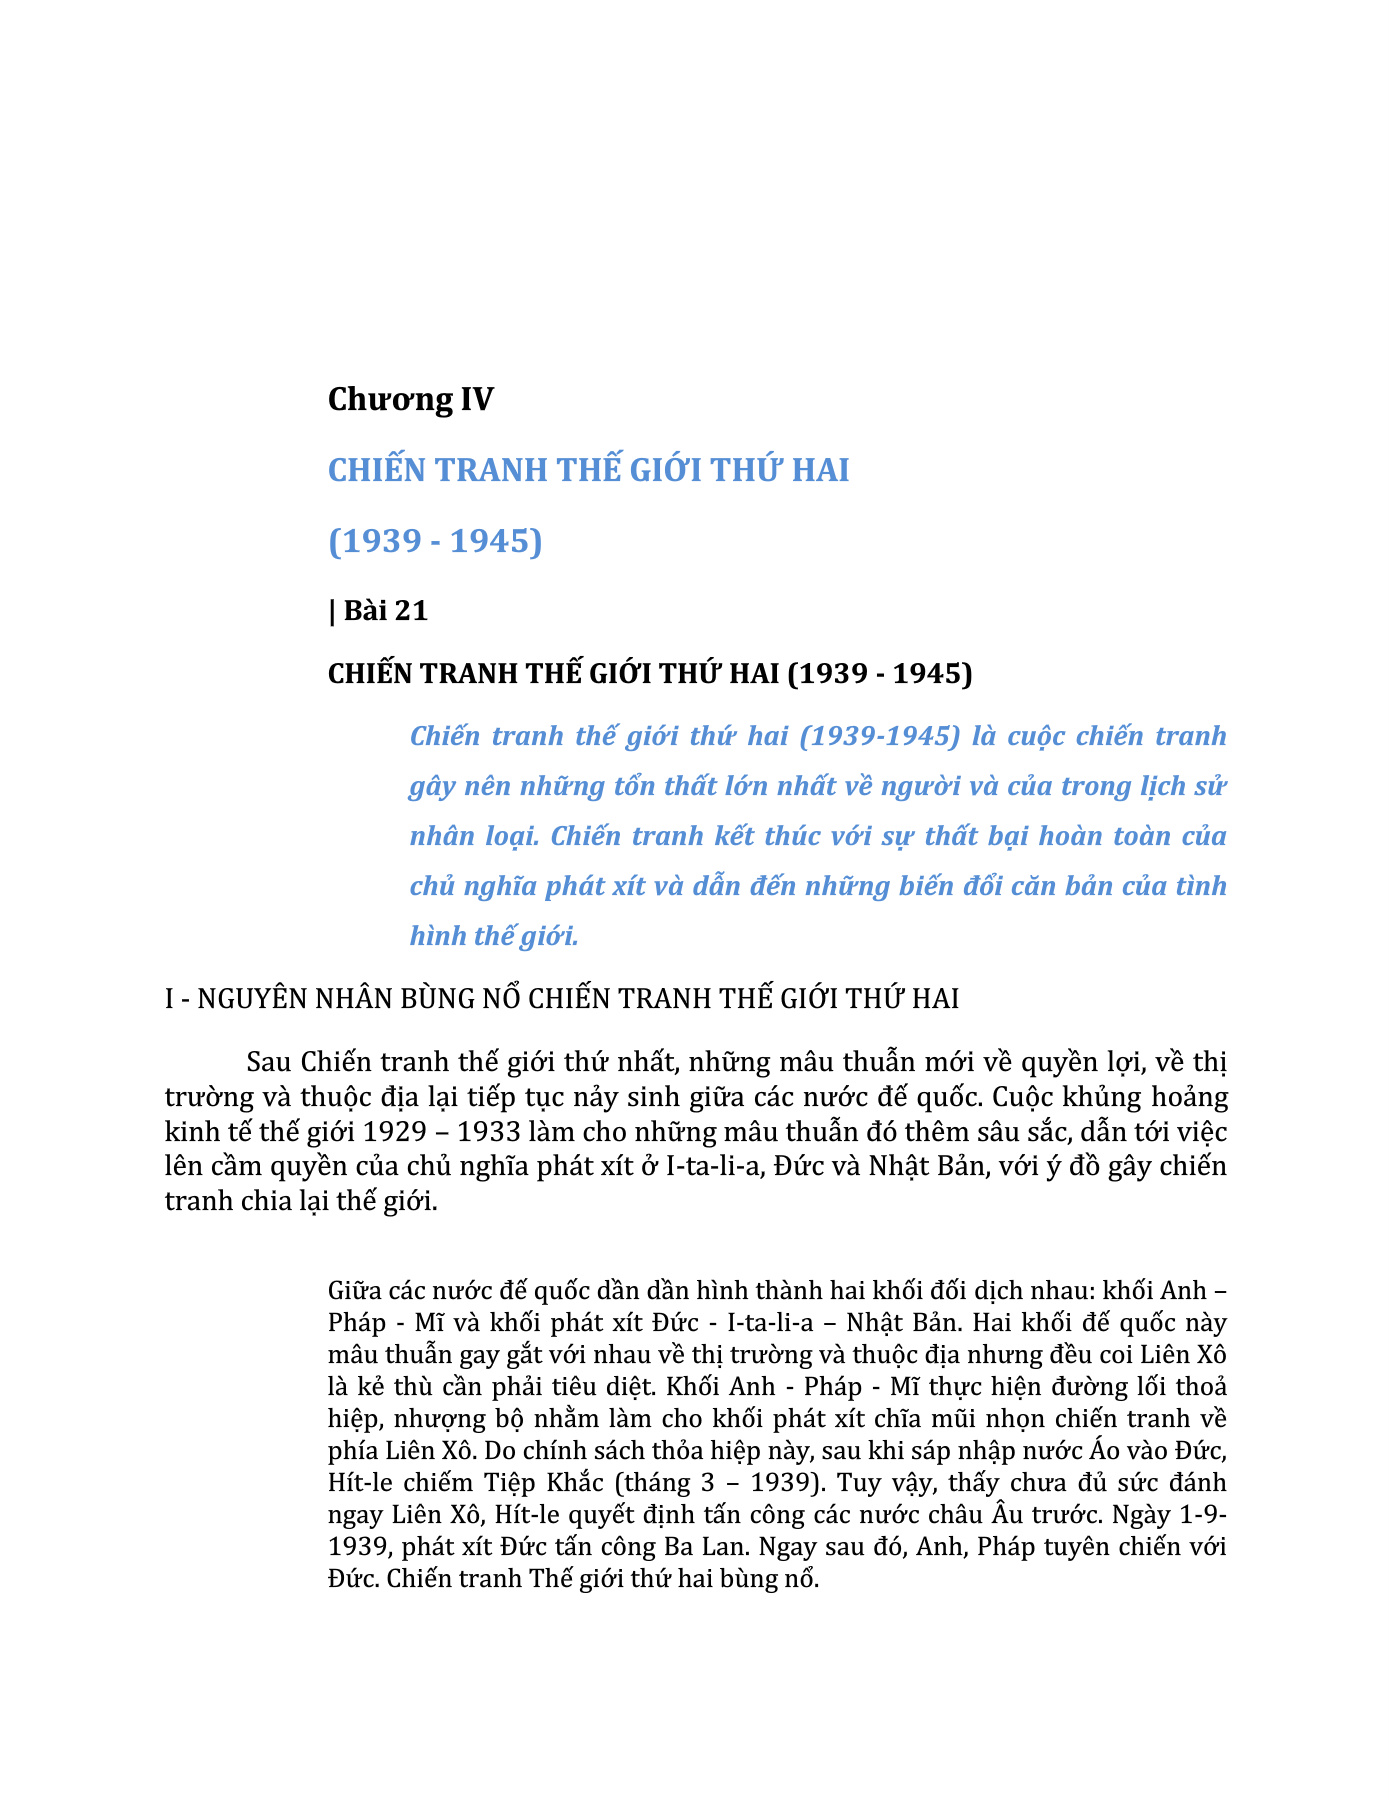 Chương IV
CHIẾN TRANH THẾ GIỚI THỨ HAI
(1939 - 1945)
| Bài 21
CHIẾN TRANH THẾ GIỚI THỨ HAI (1939 - 1945)
Chiến tranh thế giới thứ hai (1939-1945) là cuộc chiến tranh
gây nên những tổn thất lớn nhất về người và của trong lịch sử
nhân loại. Chiến tranh kết thúc với sự thất bại hoàn toàn của
chủ nghĩa phát xít và dẫn đến những biến đổi căn bản của tình
hình thế giới.
I - NGUYÊN NHÂN BÙNG NỔ CHIẾN TRANH THẾ GIỚI THỨ HAI
Sau Chiến tranh thế giới thứ nhất, những mâu thuẫn mới về quyền lợi, về thị
trường và thuộc địa lại tiếp tục nảy sinh giữa các nước đế quốc. Cuộc khủng hoảng
kinh tế thế giới 1929 – 1933 làm cho những mâu thuẫn đó thêm sâu sắc, dẫn tới việc
lên cầm quyền của chủ nghĩa phát xít ở I-ta-li-a, Đức và Nhật Bản, với ý đồ gây chiến
tranh chia lại thế giới.
Giữa các nước đế quốc dần dần hình thành hai khối đối dịch nhau: khối Anh –
Pháp - Mĩ và khối phát xít Đức - I-ta-li-a – Nhật Bản. Hai khối đế quốc này
mâu thuẫn gay gắt với nhau về thị trường và thuộc địa nhưng đều coi Liên Xô
là kẻ thù cần phải tiêu diệt. Khối Anh - Pháp - Mĩ thực hiện đường lối thoả
hiệp, nhượng bộ nhằm làm cho khối phát xít chĩa mũi nhọn chiến tranh về
phía Liên Xô. Do chính sách thỏa hiệp này, sau khi sáp nhập nước Áo vào Đức,
Hít-le chiếm Tiệp Khắc (tháng 3 – 1939). Tuy vậy, thấy chưa đủ sức đánh
ngay Liên Xô, Hít-le quyết định tấn công các nước châu Âu trước. Ngày 1-9-
1939, phát xít Đức tấn công Ba Lan. Ngay sau đó, Anh, Pháp tuyên chiến với
Đức. Chiến tranh Thế giới thứ hai bùng nổ.